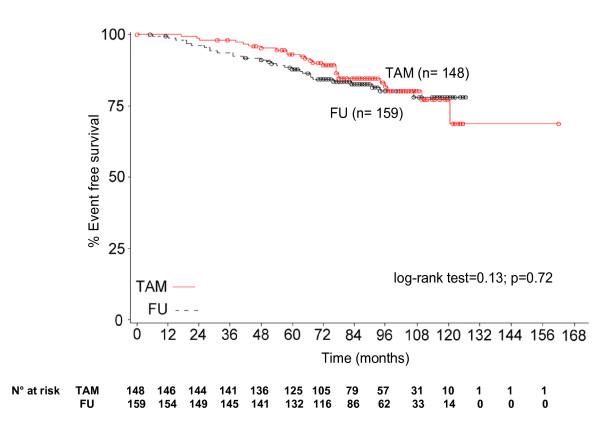 100
75
50
25
0
% Event free survival
TAM (n= 148)
FU (n= 159)
TAM
FU
log-rank test=0.13; p=0.72
0 12 24 36 48 60 72 84 96 108 120 132 144 156 168
Time (months)
N° at risk TAM 148 146 144 141 136 125 105 79 57 31 10 1 1 1
FU 159 154 149 145 141 132 116 86 62 33 14 0 0 0